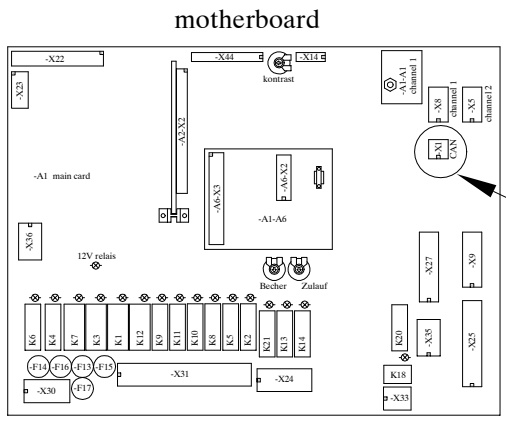 motherboard
-X22
-X44
-X14
kontrast
-X23
-A2-X2
-A1-A1
channel 1
-X8
channel 1
-X5
channel 2
-X1
CAN
-A1 main card
-A6-X3
-A6-X2
-A1-A6
-X36
12V relais
Becher
Zulauf
-X27
-X9
K6
K4
K7
K3
K1
K12
K9
K11
K10
K8
K5
K2
K21
K13
K14
K20
-X35
-X25
-F14
-F16
-F13
-F15
-F17
-X30
-X31
-X24
K18
-X33